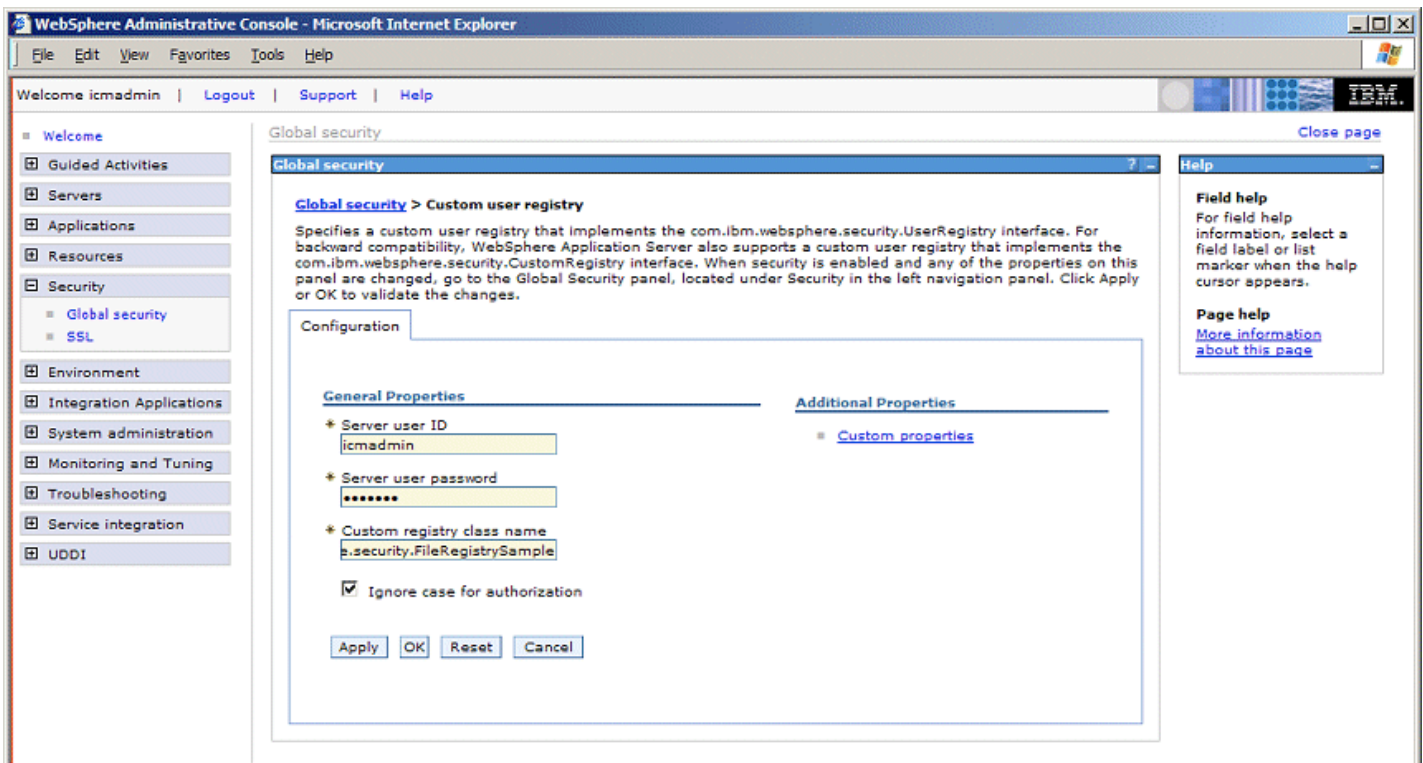 WebSphere Administrative Console - Microsoft Internet Explorer
File Edit View Favorites Tools Help
Welcome icmadmin | Logout | Support | Help
IBM.
Welcome
Guided Activities
Servers
Applications
Resources
Security
Global security
SSL
Environment
Integration Applications
System administration
Monitoring and Tuning
Troubleshooting
Service integration
UDDI
Global security
Close page
Global security ? -
Global security > Custom user registry
Specifies a custom user registry that implements the com.ibm.websphere.security.UserRegistry interface. For
backward compatibility, WebSphere Application Server also supports a custom user registry that implements the
com.ibm.websphere.security.CustomRegistry interface. When security is enabled and any of the properties on this
panel are changed, go to the Global Security panel, located under Security in the left navigation panel. Click Apply
or OK to validate the changes.
Configuration
General Properties
* Server user ID
icmadmin
* Server user password
•••••••
* Custom registry class name
e.security.FileRegistrySample
Ignore case for authorization
Apply OK Reset Cancel
Additional Properties
Custom properties
Help -
Field help
For field help
information, select a
field label or list
marker when the help
cursor appears.
Page help
More information
about this page